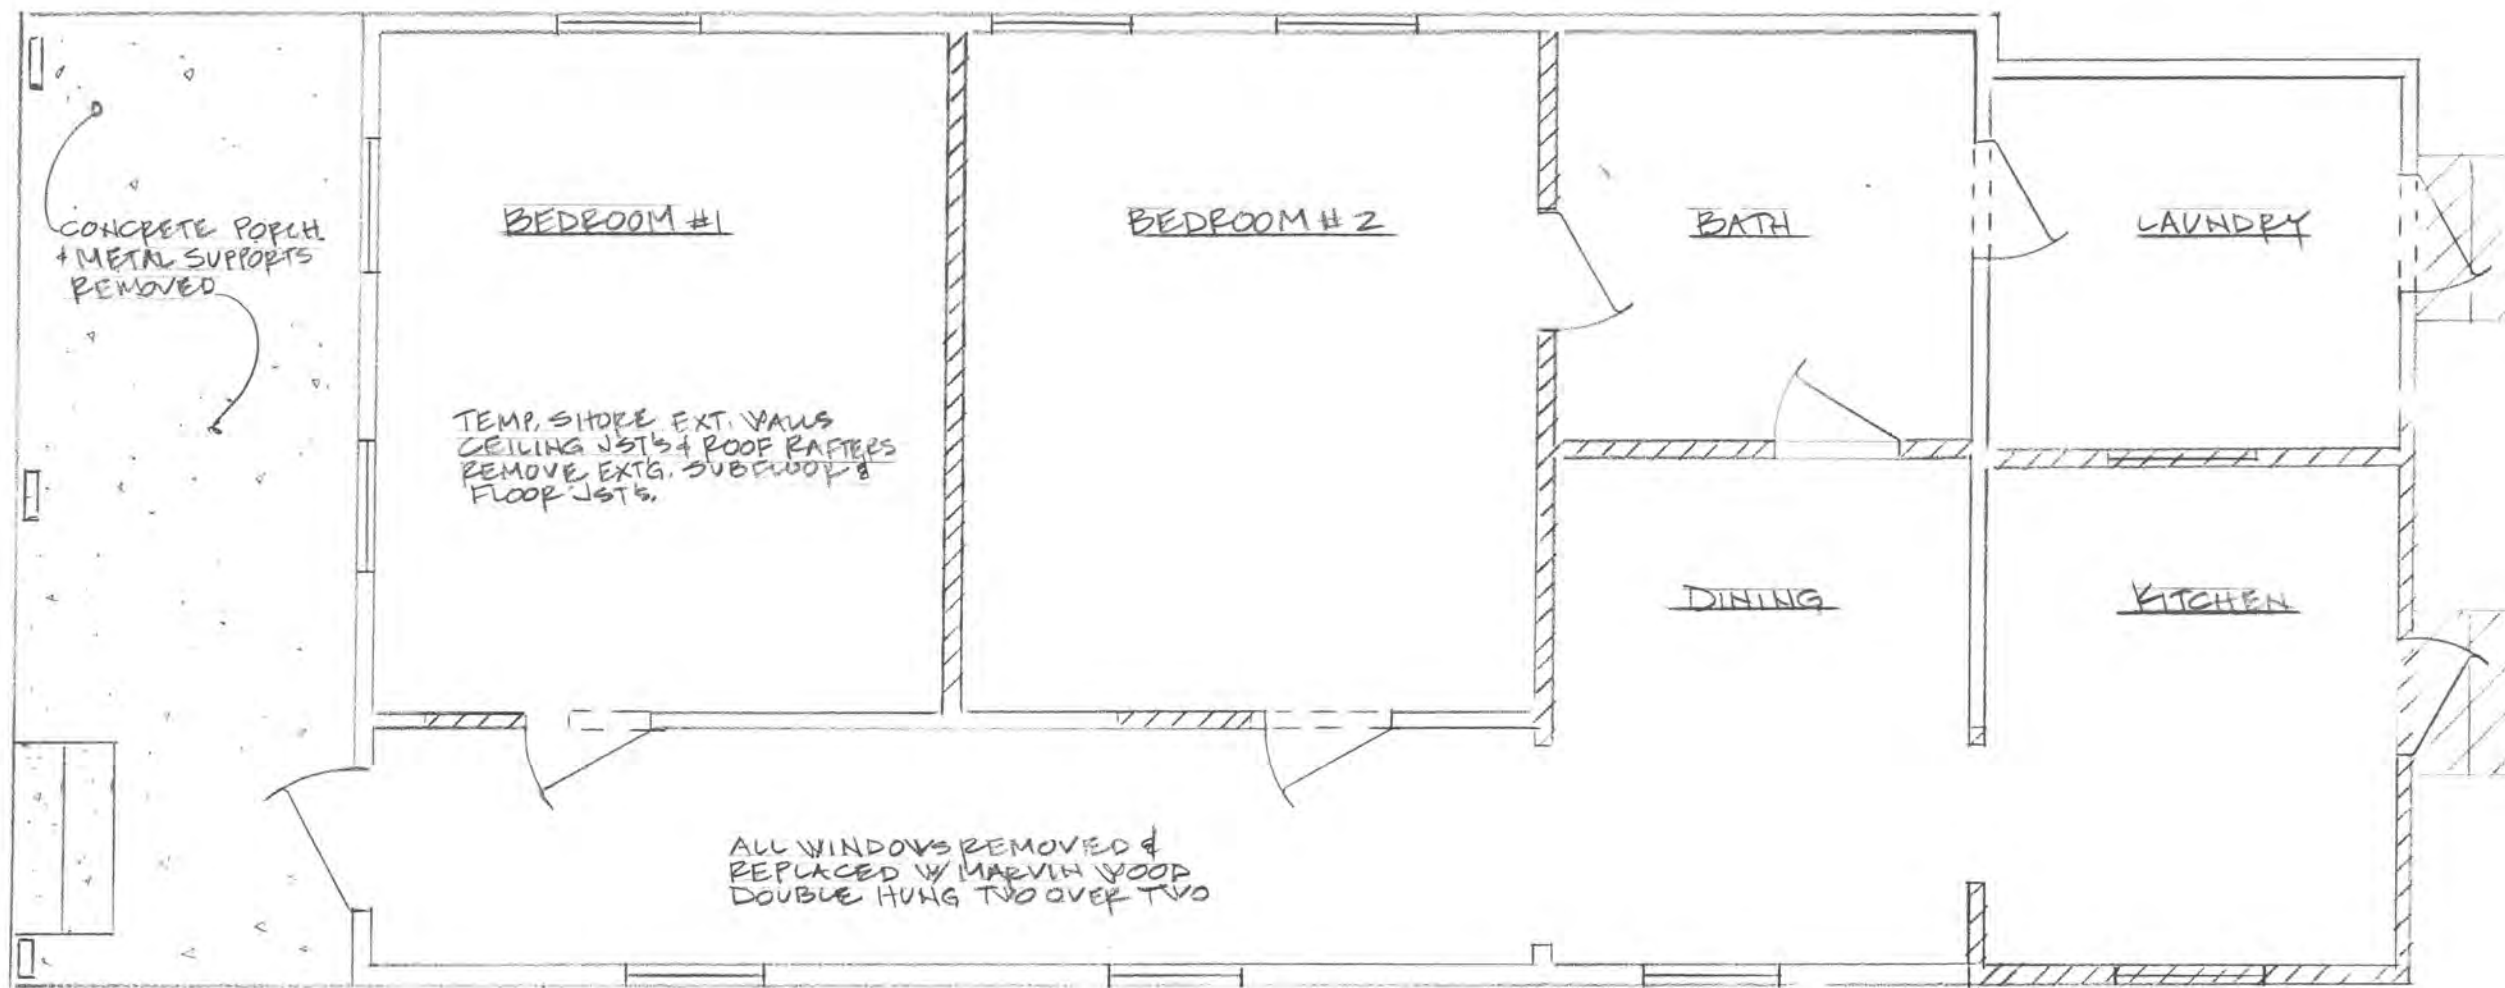 BEDROOM #1
BEDROOM # 2
BATH
LAUNDRY
CONCRETE PORCH
& METAL SUPPORTS
REMOVED
TEMP. SHORE EXT. WALLS
CEILING JST'S & ROOF RAFTERS
REMOVE EXT'G. SUBFLOOR &
FLOOR JST'S.
DINING
KITCHEN
ALL WINDOWS REMOVED &
REPLACED W/ MARVIN WOOD
DOUBLE HUNG TWO OVER TWO